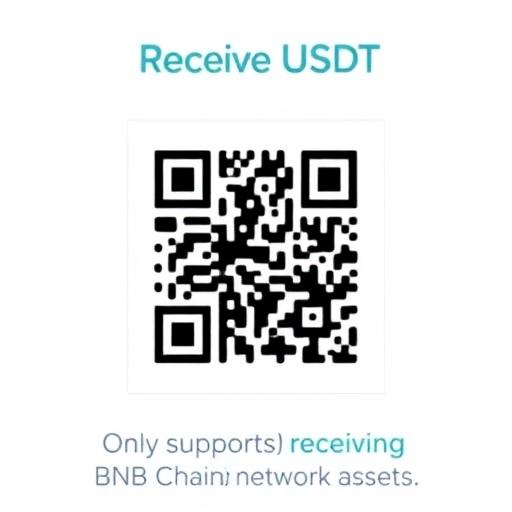 Receive USDT
Only supports) receiving
BNB Chain) network assets.